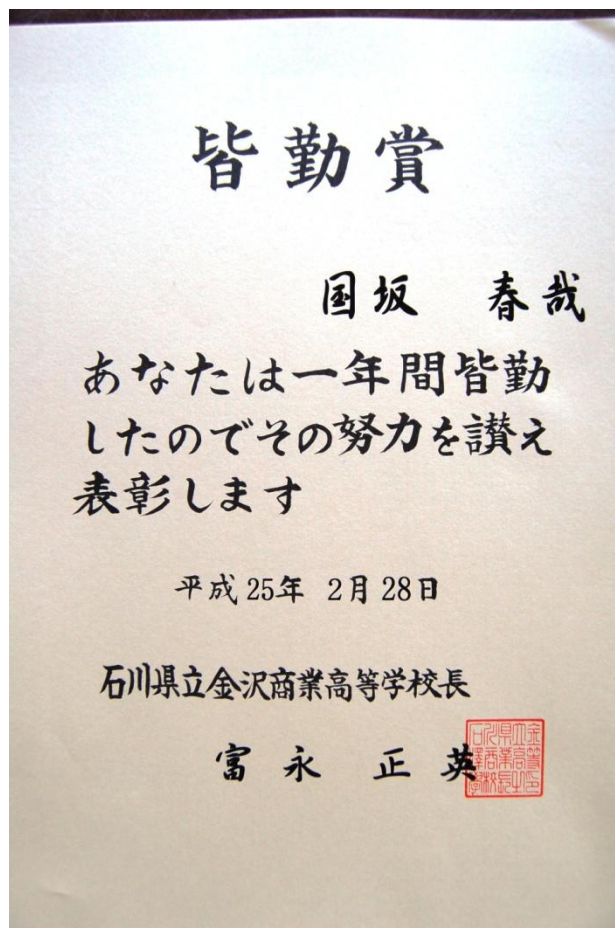 皆勤賞
国坂　春哉
あなたは一年間皆勤
したのでその努力を讃え
表彰します
平成25年 2月28日
石川県立金沢商業高等学校長
富永正英